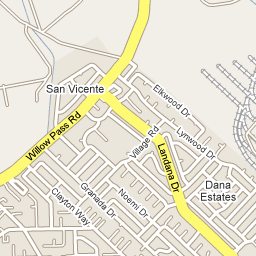 San Vicente
Elkwood Dr
Willow Pass Rd
Village Rd
Lynwood Dr
Landana Dr
Dana
Estates
Granada Dr
Clayton Way
Noemi Dr